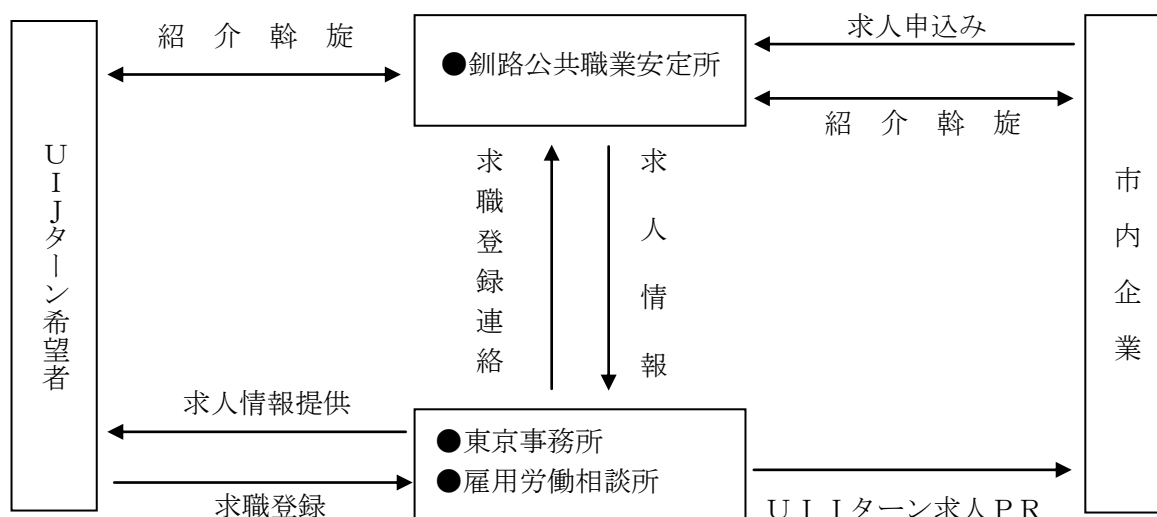 紹介斡旋
求人申込み
●釧路公共職業安定所
紹介斡旋
UIJターン希望者
求職登録連絡
求人情報
市内企業
求人情報提供
●東京事務所
●雇用労働相談所
求職登録
UIJターン求人PR